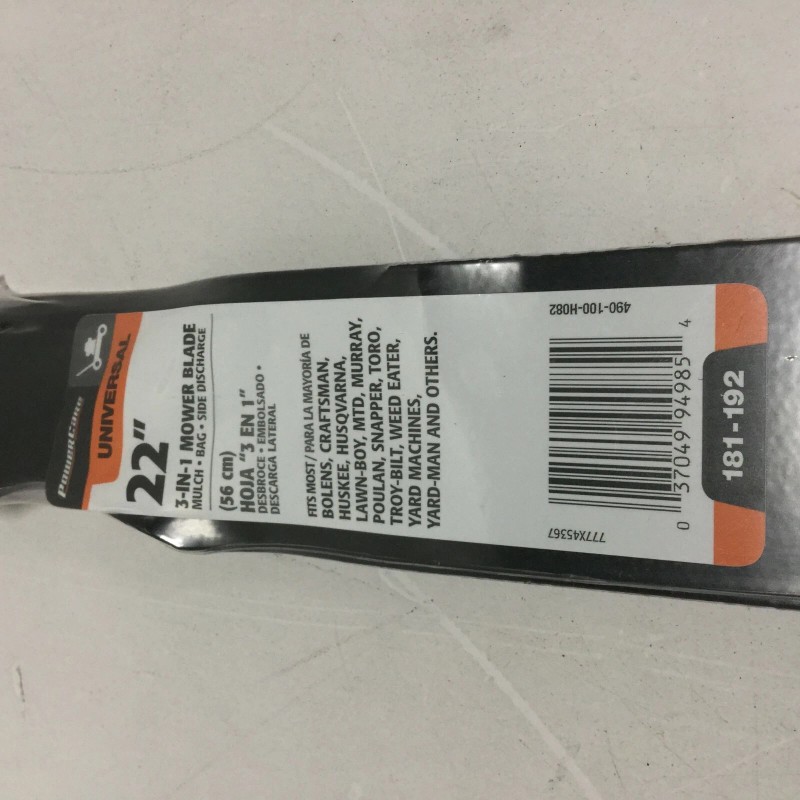 PowerCare
UNIVERSAL
22"
3-IN-1 MOWER BLADE
MULCH • BAG • SIDE DISCHARGE
(56 cm)
HOJA "3 EN 1"
DESBROCE • EMBOLSADO •
DESCARGA LATERAL
FITS MOST / PARA LA MAYORÍA DE
BOLENS, CRAFTSMAN,
HUSKEE, HUSQVARNA,
LAWN-BOY, MTD, MURRAY,
POULAN, SNAPPER, TORO,
TROY-BILT, WEED EATER,
YARD MACHINES,
YARD-MAN AND OTHERS.
777X45367
490-100-H082
0 37049 94985 4
181-192